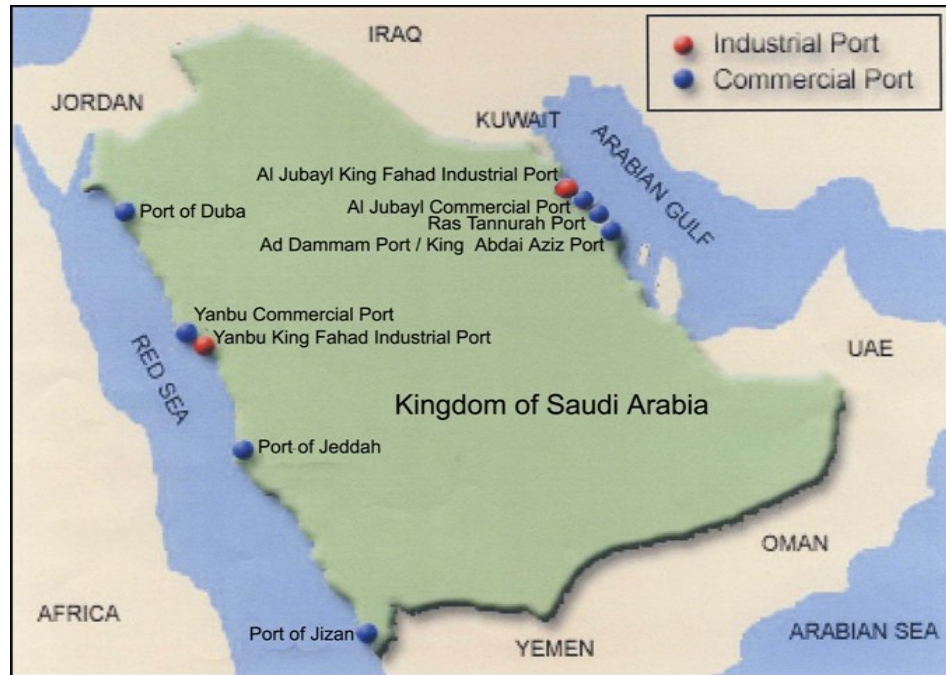 IRAQ
Industrial Port
Commercial Port
JORDAN
KUWAIT
ARABIAN GULF
Al Jubayl King Fahad Industrial Port
Al Jubayl Commercial Port
Ras Tannurah Port
Ad Dammam Port / King Abdai Aziz Port
Port of Duba
Yanbu Commercial Port
Yanbu King Fahad Industrial Port
RED SEA
UAE
Kingdom of Saudi Arabia
Port of Jeddah
OMAN
AFRICA
Port of Jizan
YEMEN
ARABIAN SEA